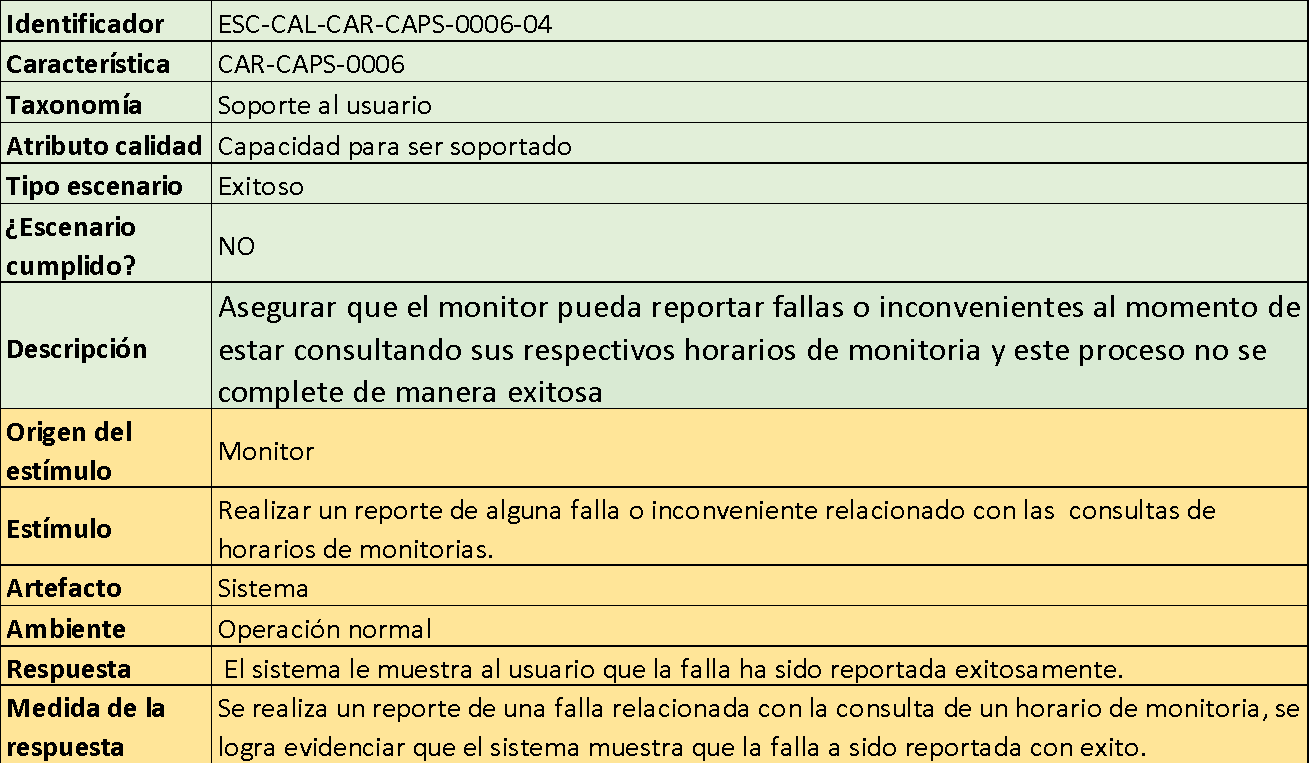 Identificador ESC-CAL-CAR-CAPS-0006-04
Característica CAR-CAPS-0006
Taxonomía Soporte al usuario
Atributo calidad Capacidad para ser soportado
Tipo escenario Exitoso
¿Escenario
cumplido?
NO
Descripción
Asegurar que el monitor pueda reportar fallas o inconvenientes al momento de
estar consultando sus respectivos horarios de monitoria y este proceso no se
complete de manera exitosa
Origen del
estímulo
Monitor
Estímulo
Realizar un reporte de alguna falla o inconveniente relacionado con las  consultas de
horarios de monitorias.
Artefacto Sistema
Ambiente Operación normal
Respuesta El sistema le muestra al usuario que la falla ha sido reportada exitosamente.
Medida de la
respuesta
Se realiza un reporte de una falla relacionada con la consulta de un horario de monitoria, se
logra evidenciar que el sistema muestra que la falla a sido reportada con exito.